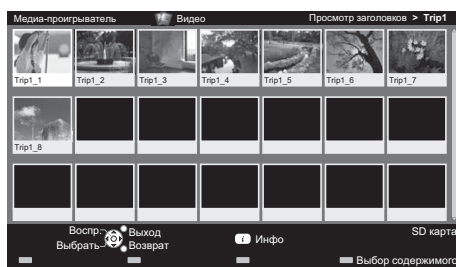 Медиа-проигрыватель Видео Просмотр заголовков > Trip1
Trip1_1 Trip1_2 Trip1_3 Trip1_4 Trip1_5 Trip1_6 Trip1_7
Trip1_8
Воспр. Выход SD карта
Выбрать Возврат i Инфо
Выбор содержимого